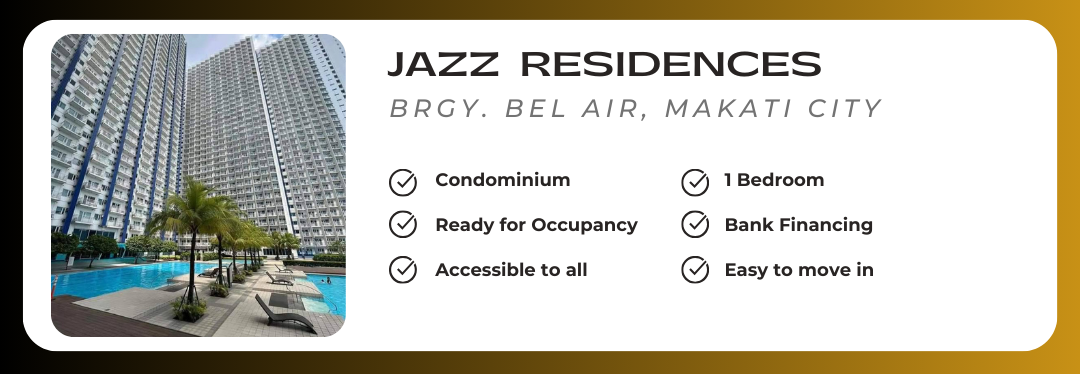 JAZZ RESIDENCES
BRGY. BEL AIR, MAKATI CITY
Condominium
1 Bedroom
Ready for Occupancy
Bank Financing
Accessible to all
Easy to move in